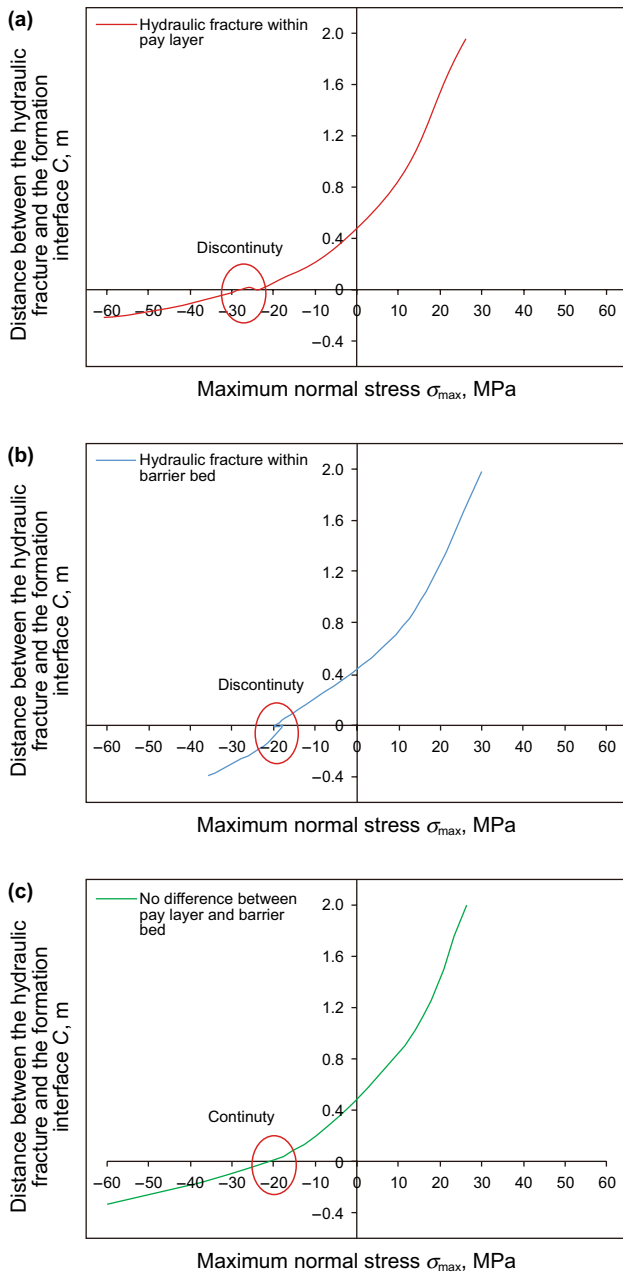 (a)
Hydraulic fracture within
pay layer
Distance between the hydraulic
fracture and the formation
interface C, m
2.0
1.6
1.2
0.8
0.4
0
–0.4
Discontinuty
–60 –50 –40 –30 –20 –10 0 10 20 30 40 50 60
Maximum normal stress σmax, MPa
(b)
Hydraulic fracture within
barrier bed
Distance between the hydraulic
fracture and the formation
interface C, m
2.0
1.6
1.2
0.8
0.4
0
–0.4
Discontinuty
–60 –50 –40 –30 –20 –10 0 10 20 30 40 50 60
Maximum normal stress σmax, MPa
(c)
No difference between
pay layer and barrier
bed
Distance between the hydraulic
fracture and the formation
interface C, m
2.0
1.6
1.2
0.8
0.4
0
–0.4
Continuty
–60 –50 –40 –30 –20 –10 0 10 20 30 40 50 60
Maximum normal stress σmax, MPa